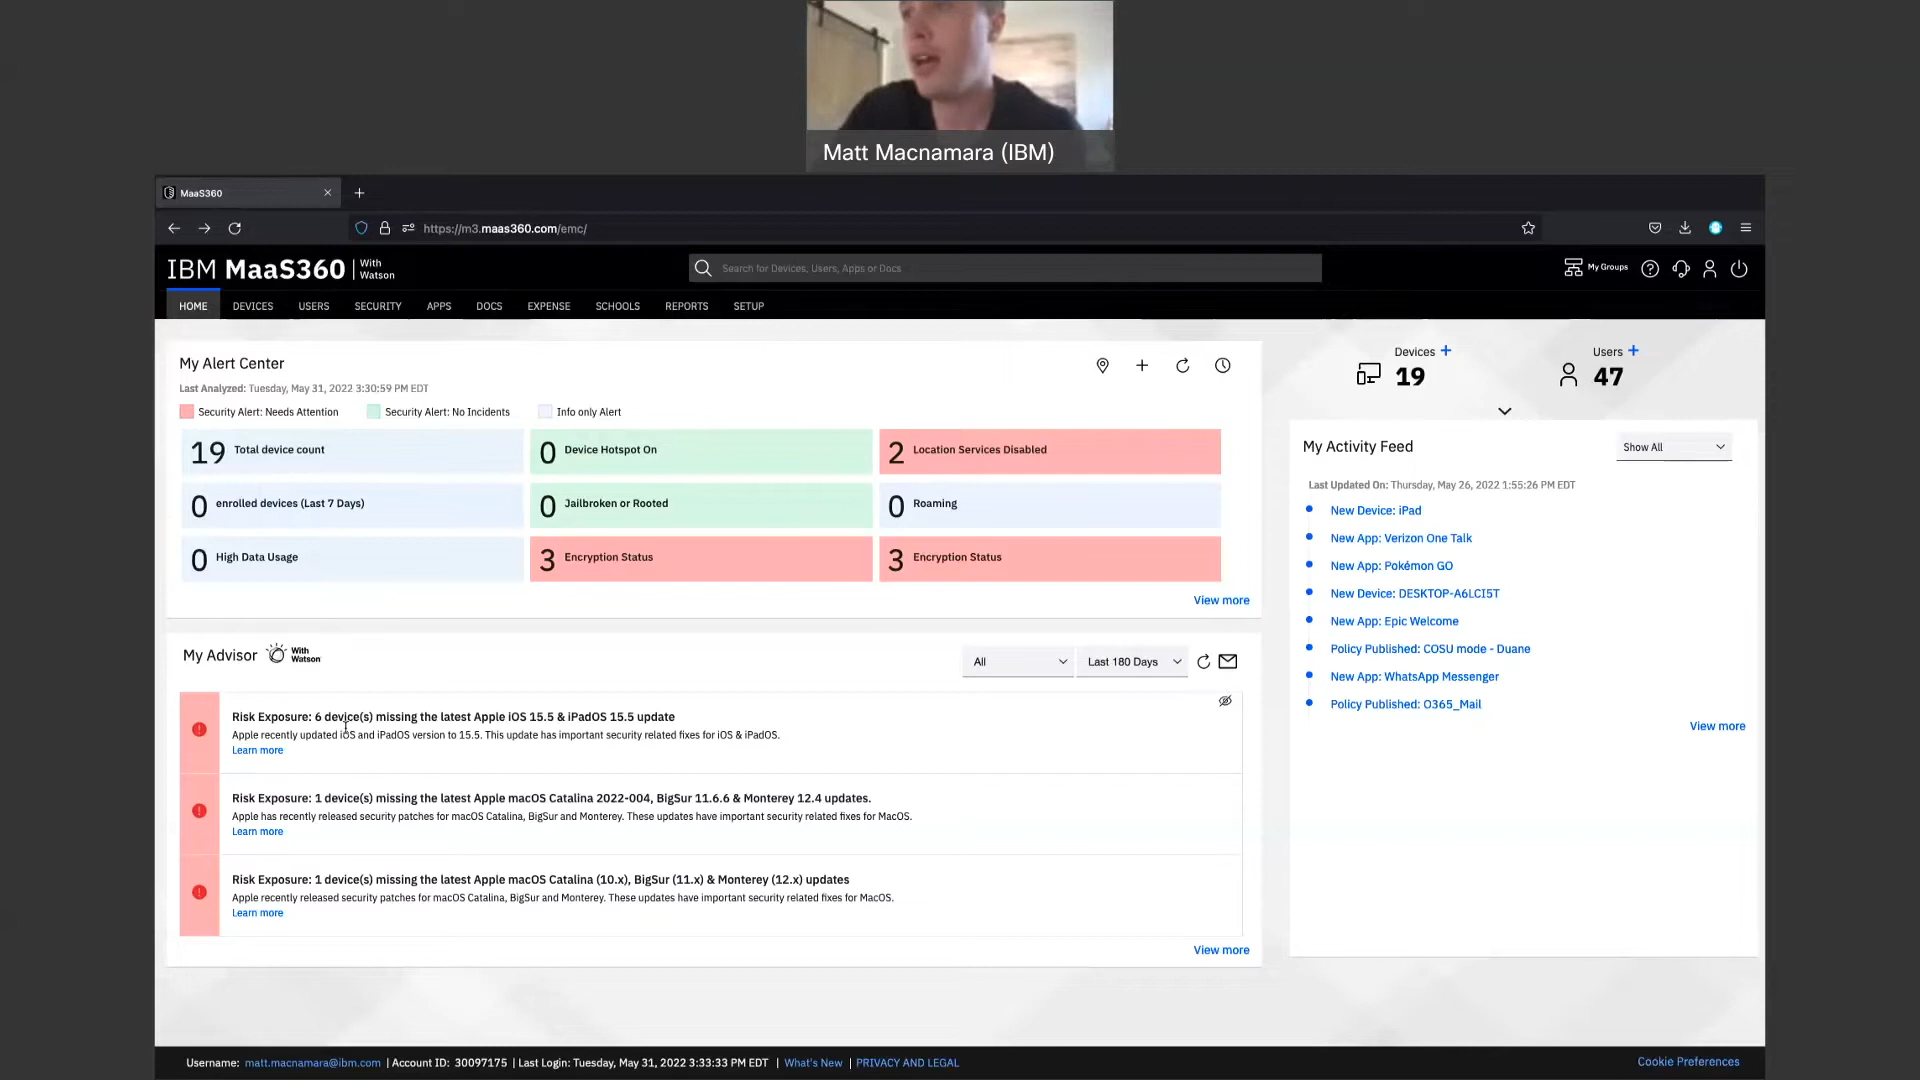 Matt Macnamara (IBM)
MaaS360
https://m3.maas360.com/emc/
IBM MaaS360 | With Watson
Search for Devices, Users, Apps or Docs
My Groups
HOME DEVICES USERS SECURITY APPS DOCS EXPENSE SCHOOLS REPORTS SETUP
My Alert Center
Last Analyzed: Tuesday, May 31, 2022 3:30:59 PM EDT
Security Alert: Needs Attention Security Alert: No Incidents Info only Alert
19 Total device count 0 Device Hotspot On 2 Location Services Disabled
0 enrolled devices (Last 7 Days) 0 Jailbroken or Rooted 0 Roaming
0 High Data Usage 3 Encryption Status 3 Encryption Status
View more
Devices + Users +
19 47
My Activity Feed Show All
Last Updated On: Thursday, May 26, 2022 1:55:26 PM EDT
New Device: iPad
New App: Verizon One Talk
New App: Pokémon GO
New Device: DESKTOP-A6LCI5T
New App: Epic Welcome
Policy Published: COSU mode - Duane
New App: WhatsApp Messenger
Policy Published: O365_Mail
View more
My Advisor With Watson All Last 180 Days
Risk Exposure: 6 device(s) missing the latest Apple iOS 15.5 & iPadOS 15.5 update
Apple recently updated iOS and iPadOS version to 15.5. This update has important security related fixes for iOS & iPadOS.
Learn more
Risk Exposure: 1 device(s) missing the latest Apple macOS Catalina 2022-004, BigSur 11.6.6 & Monterey 12.4 updates.
Apple has recently released security patches for macOS Catalina, BigSur and Monterey. These updates have important security related fixes for MacOS.
Learn more
Risk Exposure: 1 device(s) missing the latest Apple macOS Catalina (10.x), BigSur (11.x) & Monterey (12.x) updates
Apple recently released security patches for macOS Catalina, BigSur and Monterey. These updates have important security related fixes for MacOS.
Learn more
View more
Username: matt.macnamara@ibm.com | Account ID: 30097175 | Last Login: Tuesday, May 31, 2022 3:33:33 PM EDT | What's New | PRIVACY AND LEGAL
Cookie Preferences